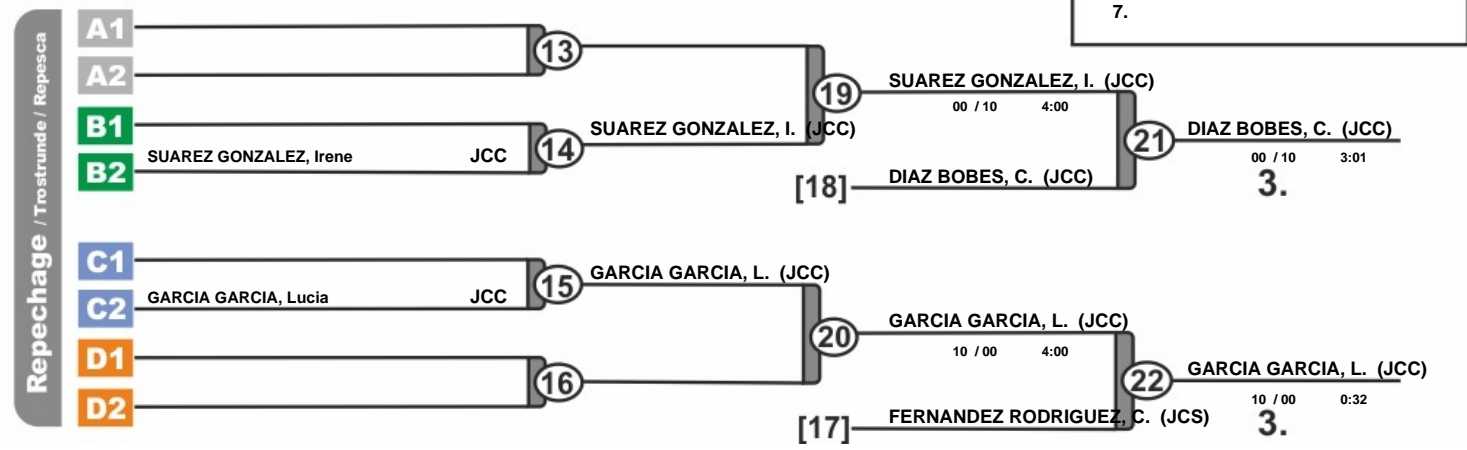 7.
Repechage / Trostrunde / Repesca
A1
A2
13
B1
B2
SUAREZ GONZALEZ, Irene JCC
14
SUAREZ GONZALEZ, I. (JCC)
19
SUAREZ GONZALEZ, I. (JCC)
00 / 10 4:00
[18]
DIAZ BOBES, C. (JCC)
21
DIAZ BOBES, C. (JCC)
00 / 10 3:01
3.
C1
C2
GARCIA GARCIA, Lucia JCC
15
GARCIA GARCIA, L. (JCC)
D1
D2
16
20
GARCIA GARCIA, L. (JCC)
10 / 00 4:00
[17]
FERNANDEZ RODRIGUEZ, C. (JCS)
22
GARCIA GARCIA, L. (JCC)
10 / 00 0:32
3.